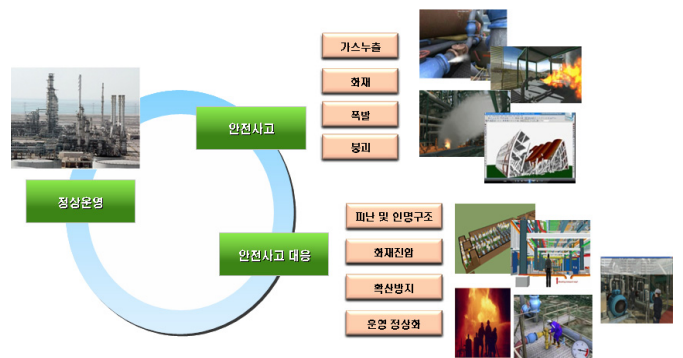 가스누출
화재
폭발
붕괴
안전사고
정상운영
안전사고 대응
피난 및 인명구조
화재진압
확산방지
운영 정상화